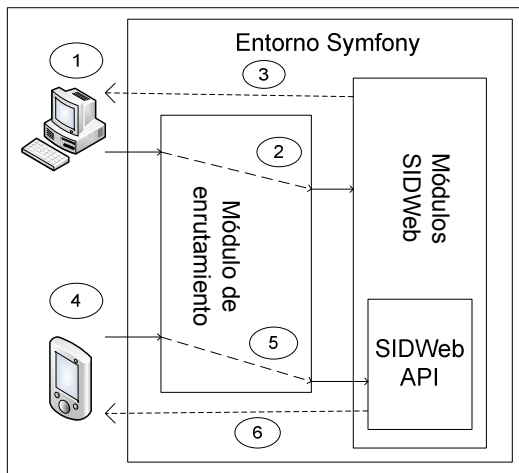 Entorno Symfony
1
3
2
Módulo de
enrutamiento
Módulos
SIDWeb
4
5
SIDWeb
API
6